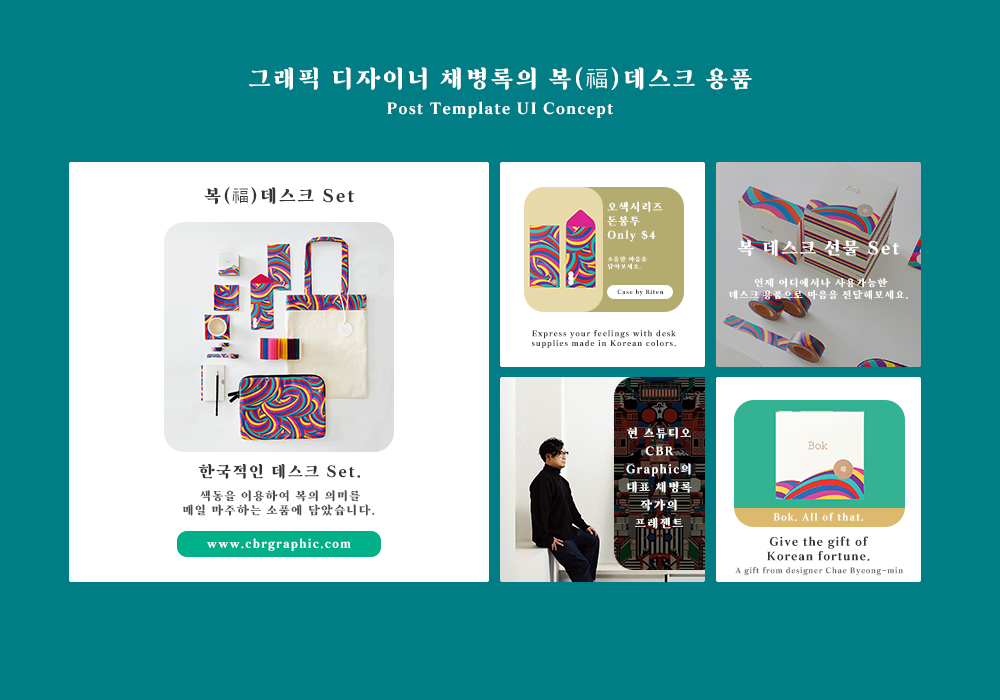 그래픽 디자이너 채병록의 복(福)데스크 용품
Post Template UI Concept
복(福)데스크 Set
한국적인 데스크 Set.
색동을 이용하여 복의 의미를
매일 마주하는 소품에 담았습니다.
www.cbrgraphic.com
오색시리즈
돈봉투
Only $4
소중한 마음을
담아보세요.
Case by Riton
Express your feelings with desk
supplies made in Korean colors.
Bok
복 데스크 선물 Set
언제 어디에서나 사용가능한
데스크 용품으로 마음을 전달해보세요.
현 스튜디오
CBR
Graphic의
대표 채병록
작가의
프레젠트
Bok
福
Bok. All of that.
Give the gift of
Korean fortune.
A gift from designer Chae Byeong-min